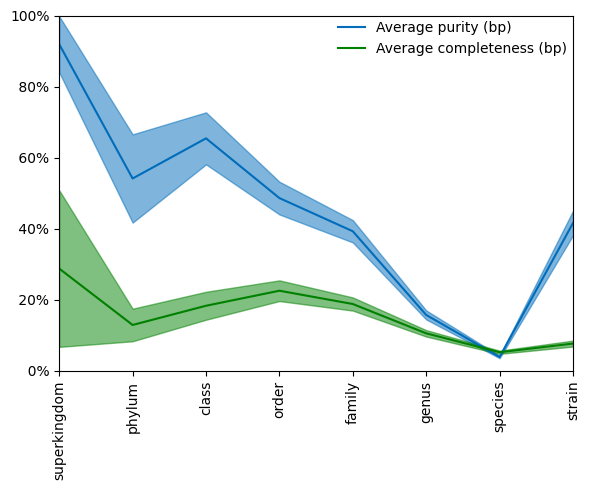 100%
80%
60%
40%
20%
0%
Average purity (bp)
Average completeness (bp)
superkingdom
phylum
class
order
family
genus
species
strain